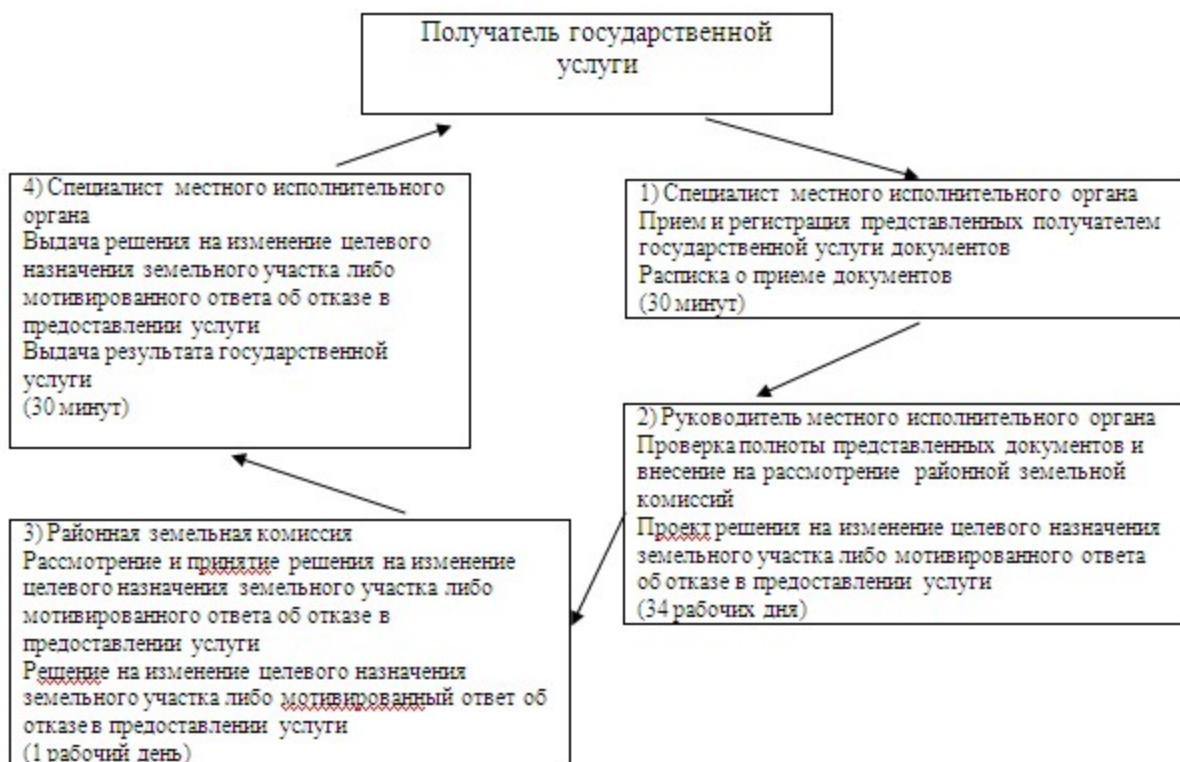 Получатель государственной
услуги
1) Специалист местного исполнительного органа
Прием и регистрация представленных получателем
государственной услуги документов
Расписка о приеме документов
(30 минут)
2) Руководитель местного исполнительного органа
Проверка полноты представленных документов и
внесение на рассмотрение районной земельной
комиссий
Проект решения на изменение целевого назначения
земельного участка либо мотивированного ответа
об отказе в предоставлении услуги
(34 рабочих дня)
3) Районная земельная комиссия
Рассмотрение и принятие решения на изменение
целевого назначения земельного участка либо
мотивированного ответа об отказе в
предоставлении услуги
Решение на изменение целевого назначения
земельного участка либо мотивированный ответ об
отказе в предоставлении услуги
(1 рабочий день)
4) Специалист местного исполнительного
органа
Выдача решения на изменение целевого
назначения земельного участка либо
мотивированного ответа об отказе в
предоставлении услуги
Выдача результата государственной
услуги
(30 минут)